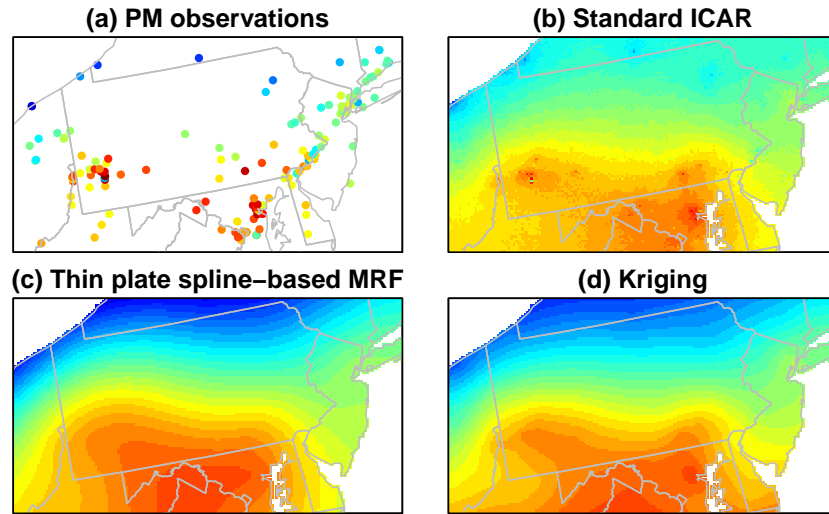 (a) PM observations
(b) Standard ICAR
(c) Thin plate spline−based MRF
(d) Kriging